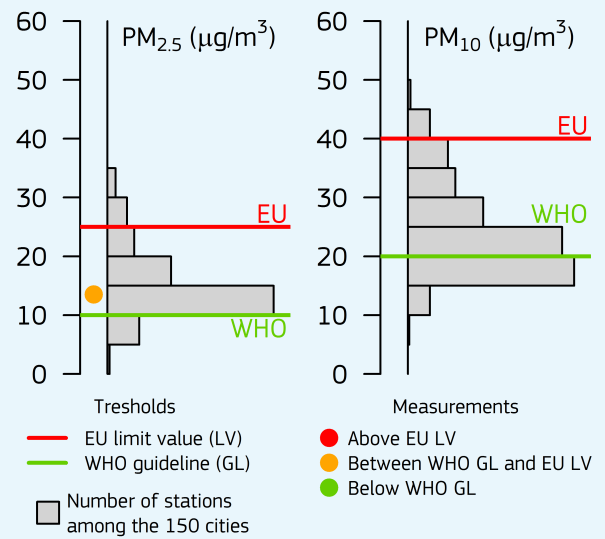 PM2.5 (µg/m³)
60
50
40
30
20
10
0
EU
WHO
PM10 (µg/m³)
60
50
40
30
20
10
0
EU
WHO
Tresholds
EU limit value (LV)
WHO guideline (GL)
Number of stations
among the 150 cities
Measurements
Above EU LV
Between WHO GL and EU LV
Below WHO GL